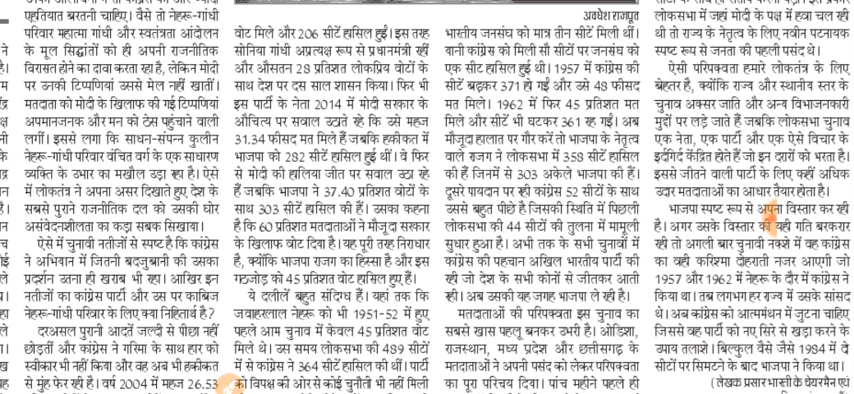 एहतियात बरतनी चाहिए। वैसे तो नेहरू-गांधी
परिवार महात्मा गांधी और स्वतंत्रता आंदोलन
के मूल सिद्धांतों को ही अपनी राजनीतिक
विरासत होने का दावा करता रहा है, लेकिन मोदी
पर उनकी टिप्पणियां उससे मेल नहीं खातीं।
मतदाता को मोदी के खिलाफ की गई टिप्पणियां
अपमानजनक और मन को ठेस पहुंचाने वाली
लगीं। इससे लगा कि साधन-संपन्न कुलीन
नेहरू-गांधी परिवार वंचित वर्ग के एक साधारण
व्यक्ति के उभार का मखौल उड़ा रहा है। ऐसे
में लोकतंत्र ने अपना असर दिखाते हुए देश के
सबसे पुराने राजनीतिक दल को उसकी घोर
असंवेदनशीलता का कड़ा सबक सिखाया।
ऐसे में चुनावी नतीजों से स्पष्ट है कि कांग्रेस
ने अभियान में जितनी बदजुबानी की उसका
प्रदर्शन उतना ही खराब भी रहा। आखिर इन
नतीजों का कांग्रेस पार्टी और उस पर काबिज
नेहरू-गांधी परिवार के लिए क्या निहितार्थ है?
दरअसल पुरानी आदतें जल्दी से पीछा नहीं
छोड़तीं और कांग्रेस ने गरिमा के साथ हार को
स्वीकार भी नहीं किया और वह अब भी हकीकत
से मुंह फेर रही है। वर्ष 2004 में महज 26.53
वोट मिले और 206 सीटें हासिल हुईं। इस तरह
सोनिया गांधी अप्रत्यक्ष रूप से प्रधानमंत्री रहीं
और औसतन 28 प्रतिशत लोकप्रिय वोटों के
साथ देश पर दस साल शासन किया। फिर भी
इस पार्टी के नेता 2014 में मोदी सरकार के
औचित्य पर सवाल उठाते रहे कि उसे महज
31.34 फीसद मत मिले हैं जबकि हकीकत में
भाजपा को 282 सीटें हासिल हुई थीं। वे फिर
से मोदी की हालिया जीत पर सवाल उठा रहे
हैं जबकि भाजपा ने 37.40 प्रतिशत वोटों के
साथ 303 सीटें हासिल की हैं। उसका कहना
है कि 60 प्रतिशत मतदाताओं ने मौजूदा सरकार
के खिलाफ वोट दिया है। यह पूरी तरह निराधार
है, क्योंकि भाजपा राजग का हिस्सा है और इस
गठजोड़ को 45 प्रतिशत वोट हासिल हुए हैं।
ये दलीलें बहुत संदिग्ध हैं। यहां तक कि
जवाहरलाल नेहरू को भी 1951-52 में हुए
पहले आम चुनाव में केवल 45 प्रतिशत वोट
मिले थे। उस समय लोकसभा की 489 सीटों
में से कांग्रेस ने 364 सीटें हासिल की थीं। पार्टी
को विपक्ष की ओर से कोई चुनौती भी नहीं मिली
अवधेश राजपूत
भारतीय जनसंघ को मात्र तीन सीटें मिली थीं।
यानी कांग्रेस को मिली सौ सीटों पर जनसंघ को
एक सीट हासिल हुई थी। 1957 में कांग्रेस की
सीटें बढ़कर 371 हो गईं और उसे 48 फीसद
मत मिले। 1962 में फिर 45 प्रतिशत मत
मिले और सीटें भी घटकर 361 रह गईं। अब
मौजूदा हालात पर गौर करें तो भाजपा के नेतृत्व
वाले राजग ने लोकसभा में 358 सीटें हासिल
की हैं जिनमें से 303 अकेले भाजपा की हैं।
दूसरे पायदान पर रही कांग्रेस 52 सीटों के साथ
उससे बहुत पीछे है जिसकी स्थिति में पिछली
लोकसभा की 44 सीटों की तुलना में मामूली
सुधार हुआ है। अभी तक के सभी चुनावों में
कांग्रेस की पहचान अखिल भारतीय पार्टी की
रही जो देश के सभी कोनों से जीतकर आती
रही। अब उसकी यह जगह भाजपा ले रही है।
मतदाताओं की परिपक्वता इस चुनाव का
सबसे खास पहलू बनकर उभरी है। ओडिशा,
राजस्थान, मध्य प्रदेश और छत्तीसगढ़ के
मतदाताओं ने अपनी पसंद को लेकर परिपक्वता
का पूरा परिचय दिया। पांच महीने पहले ही
लोकसभा में जहां मोदी के पक्ष में हवा चल रही
थी तो राज्य के नेतृत्व के लिए नवीन पटनायक
स्पष्ट रूप से जनता की पहली पसंद थे।
ऐसी परिपक्वता हमारे लोकतंत्र के लिए
बेहतर है, क्योंकि राज्य और स्थानीय स्तर के
चुनाव अक्सर जाति और अन्य विभाजनकारी
मुद्दों पर लड़े जाते हैं जबकि लोकसभा चुनाव
एक नेता, एक पार्टी और एक ऐसे विचार के
इर्दगिर्द केंद्रित होते हैं जो इन दरारों को भरता है।
इससे जीतने वाली पार्टी के लिए कहीं अधिक
उदार मतदाताओं का आधार तैयार होता है।
भाजपा स्पष्ट रूप से अपना विस्तार कर रही
है। अगर उसके विस्तार की यही गति बरकरार
रही तो अगली बार चुनावी नक्शे में वह कांग्रेस
का वही करिश्मा दोहराती नजर आएगी जो
1957 और 1962 में नेहरू के दौर में कांग्रेस ने
किया था। तब लगभग हर राज्य में उसके सांसद
थे। अब कांग्रेस को आत्ममंथन में जुटना चाहिए
जिससे वह पार्टी को नए सिरे से खड़ा करने के
उपाय तलाशे। बिल्कुल वैसे जैसे 1984 में दो
सीटों पर सिमटने के बाद भाजपा ने किया था।
(लेखक प्रसार भारती के चेयरमैन एवं